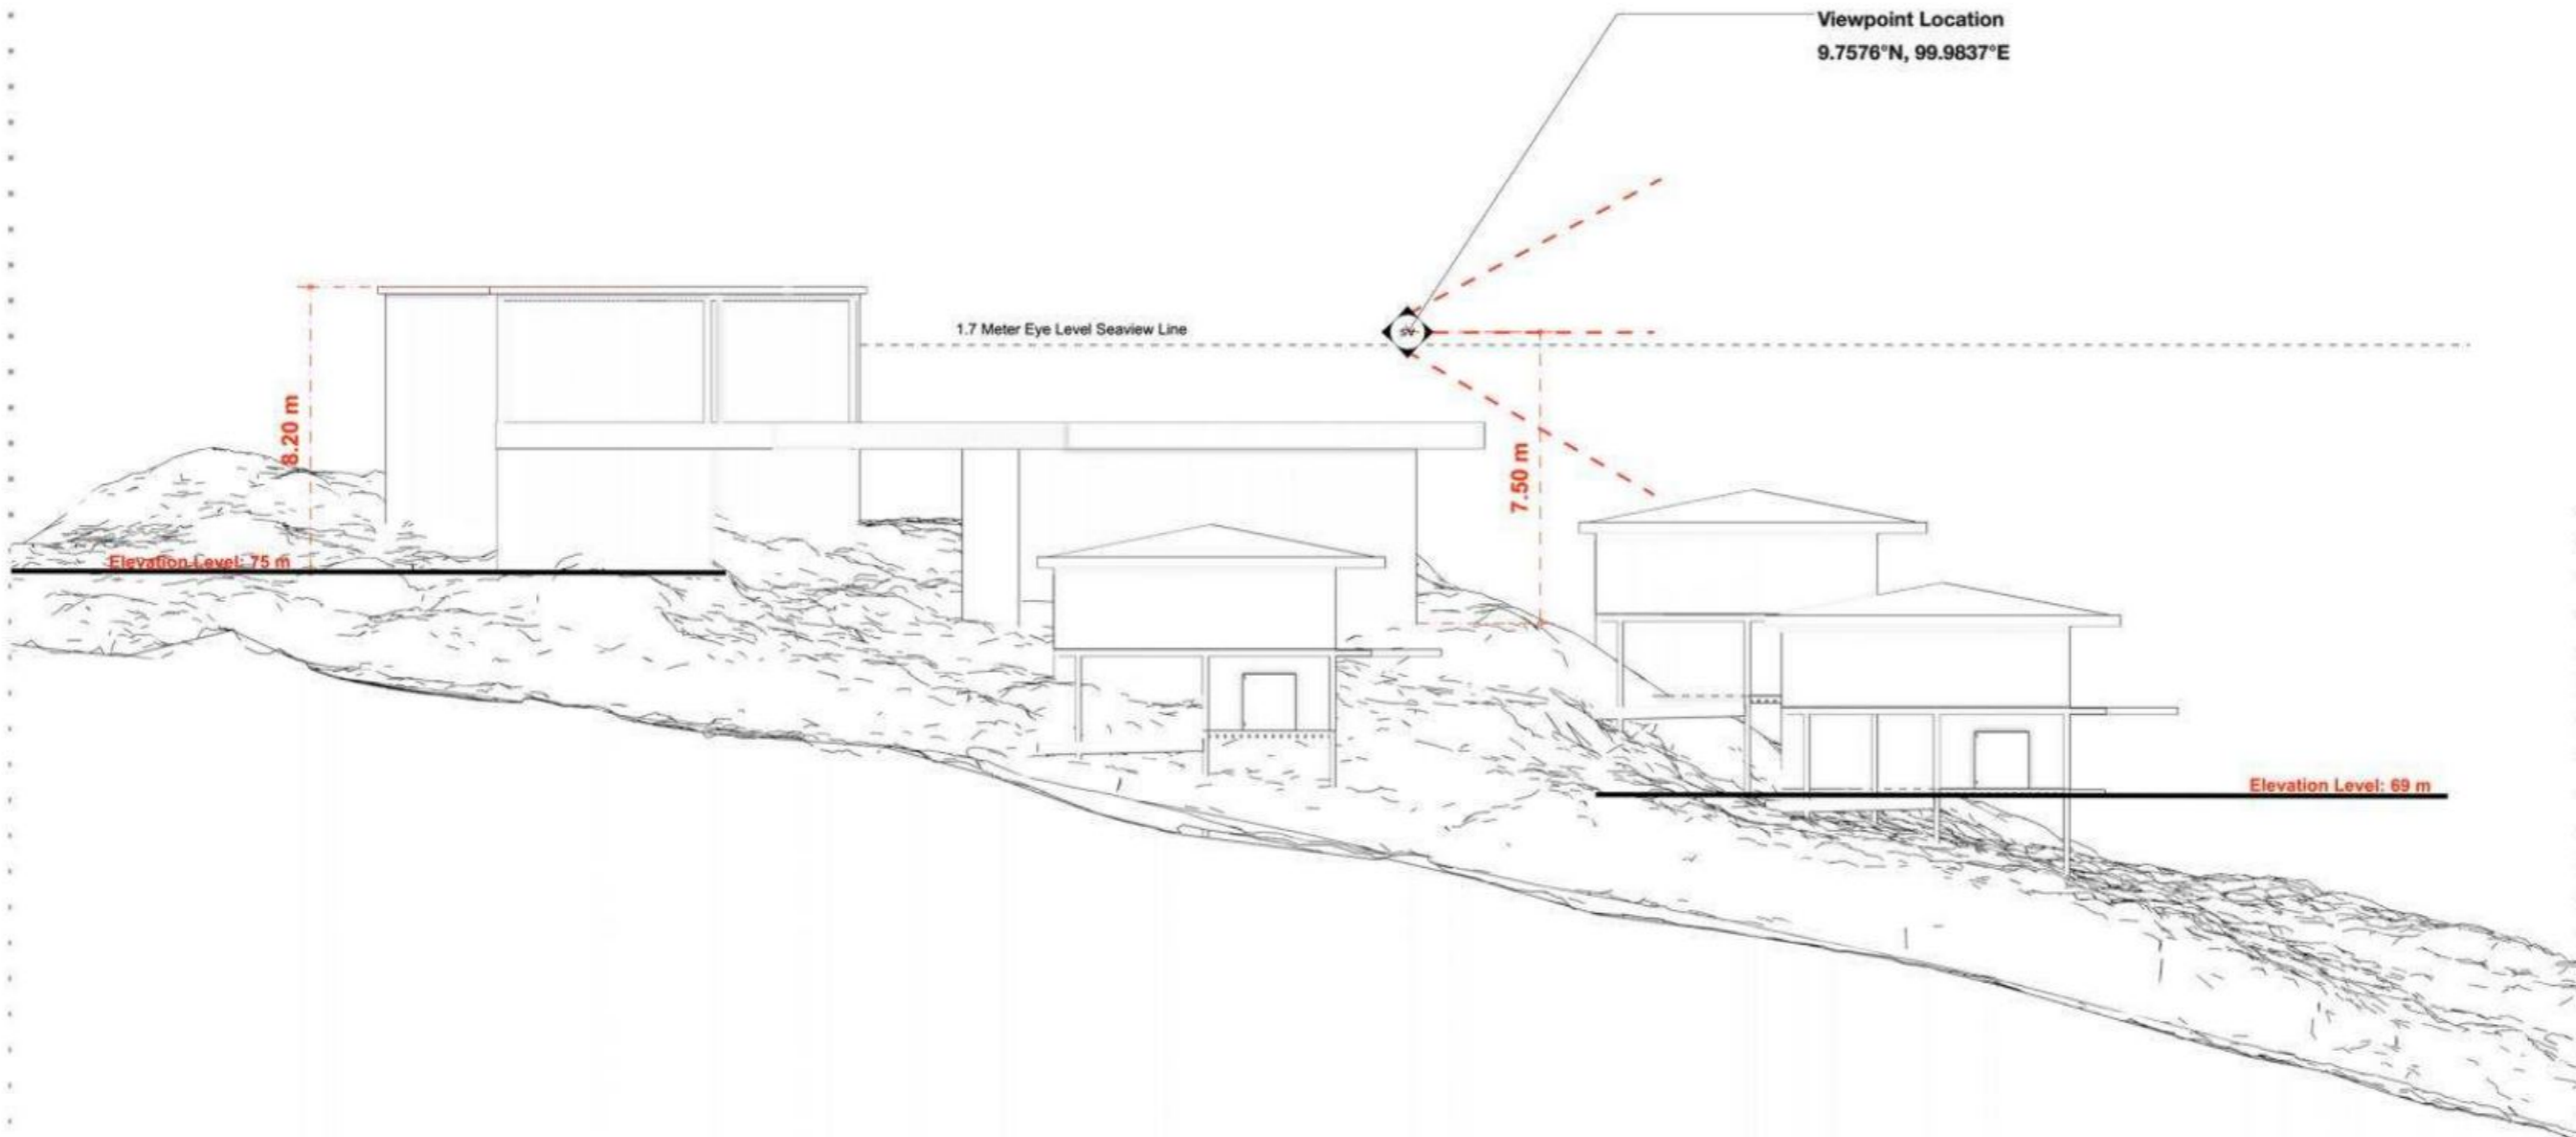 Viewpoint Location
9.7576°N, 99.9837°E
1.7 Meter Eye Level Seaview Line
8.20 m
7.50 m
Elevation Level: 75 m
Elevation Level: 69 m